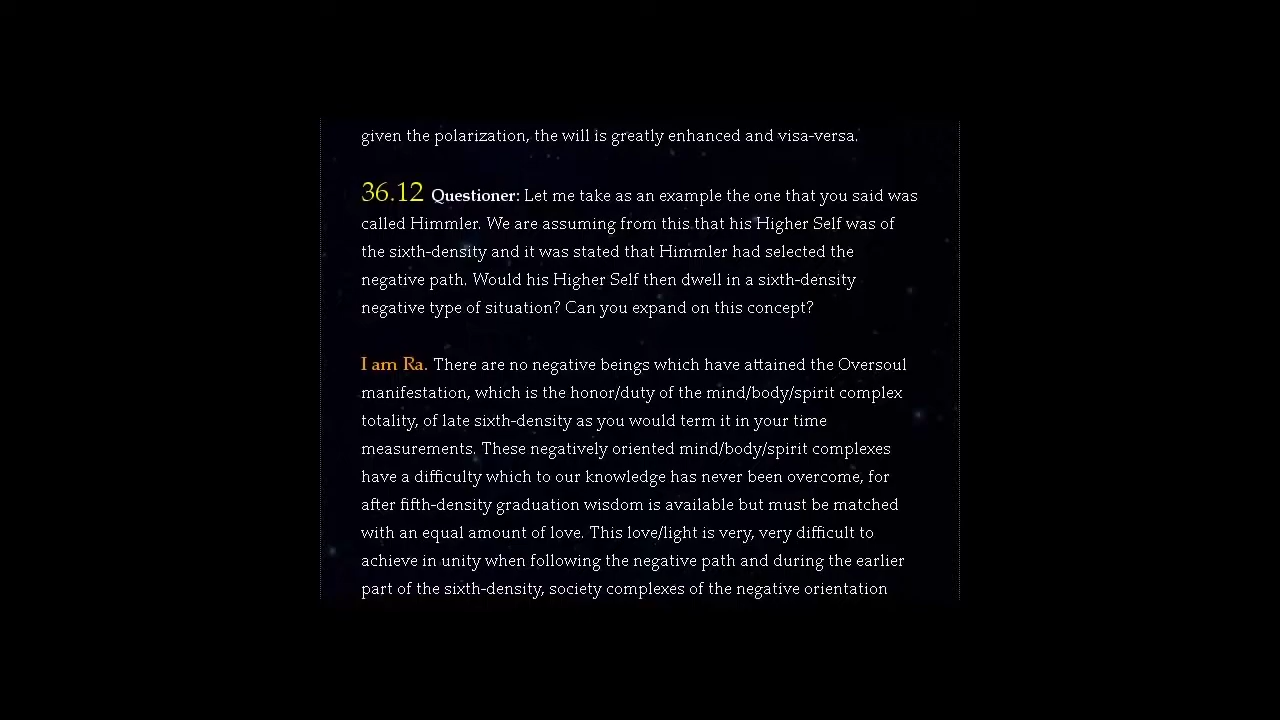 given the polarization, the will is greatly enhanced and visa-versa.
36.12 Questioner: Let me take as an example the one that you said was
called Himmler. We are assuming from this that his Higher Self was of
the sixth-density and it was stated that Himmler had selected the
negative path. Would his Higher Self then dwell in a sixth-density
negative type of situation? Can you expand on this concept?
I am Ra. There are no negative beings which have attained the Oversoul
manifestation, which is the honor/duty of the mind/body/spirit complex
totality, of late sixth-density as you would term it in your time
measurements. These negatively oriented mind/body/spirit complexes
have a difficulty which to our knowledge has never been overcome, for
after fifth-density graduation wisdom is available but must be matched
with an equal amount of love. This love/light is very, very difficult to
achieve in unity when following the negative path and during the earlier
part of the sixth-density, society complexes of the negative orientation